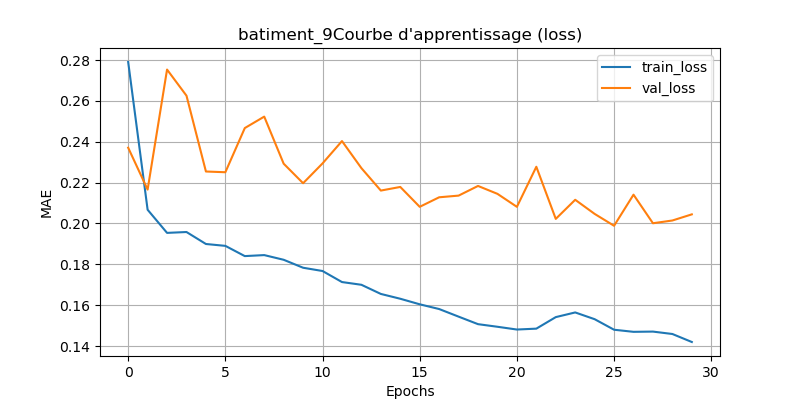 batiment_9Courbe d'apprentissage (loss)
train_loss
val_loss
MAE
0.28
0.26
0.24
0.22
0.20
0.18
0.16
0.14
0 5 10 15 20 25 30
Epochs